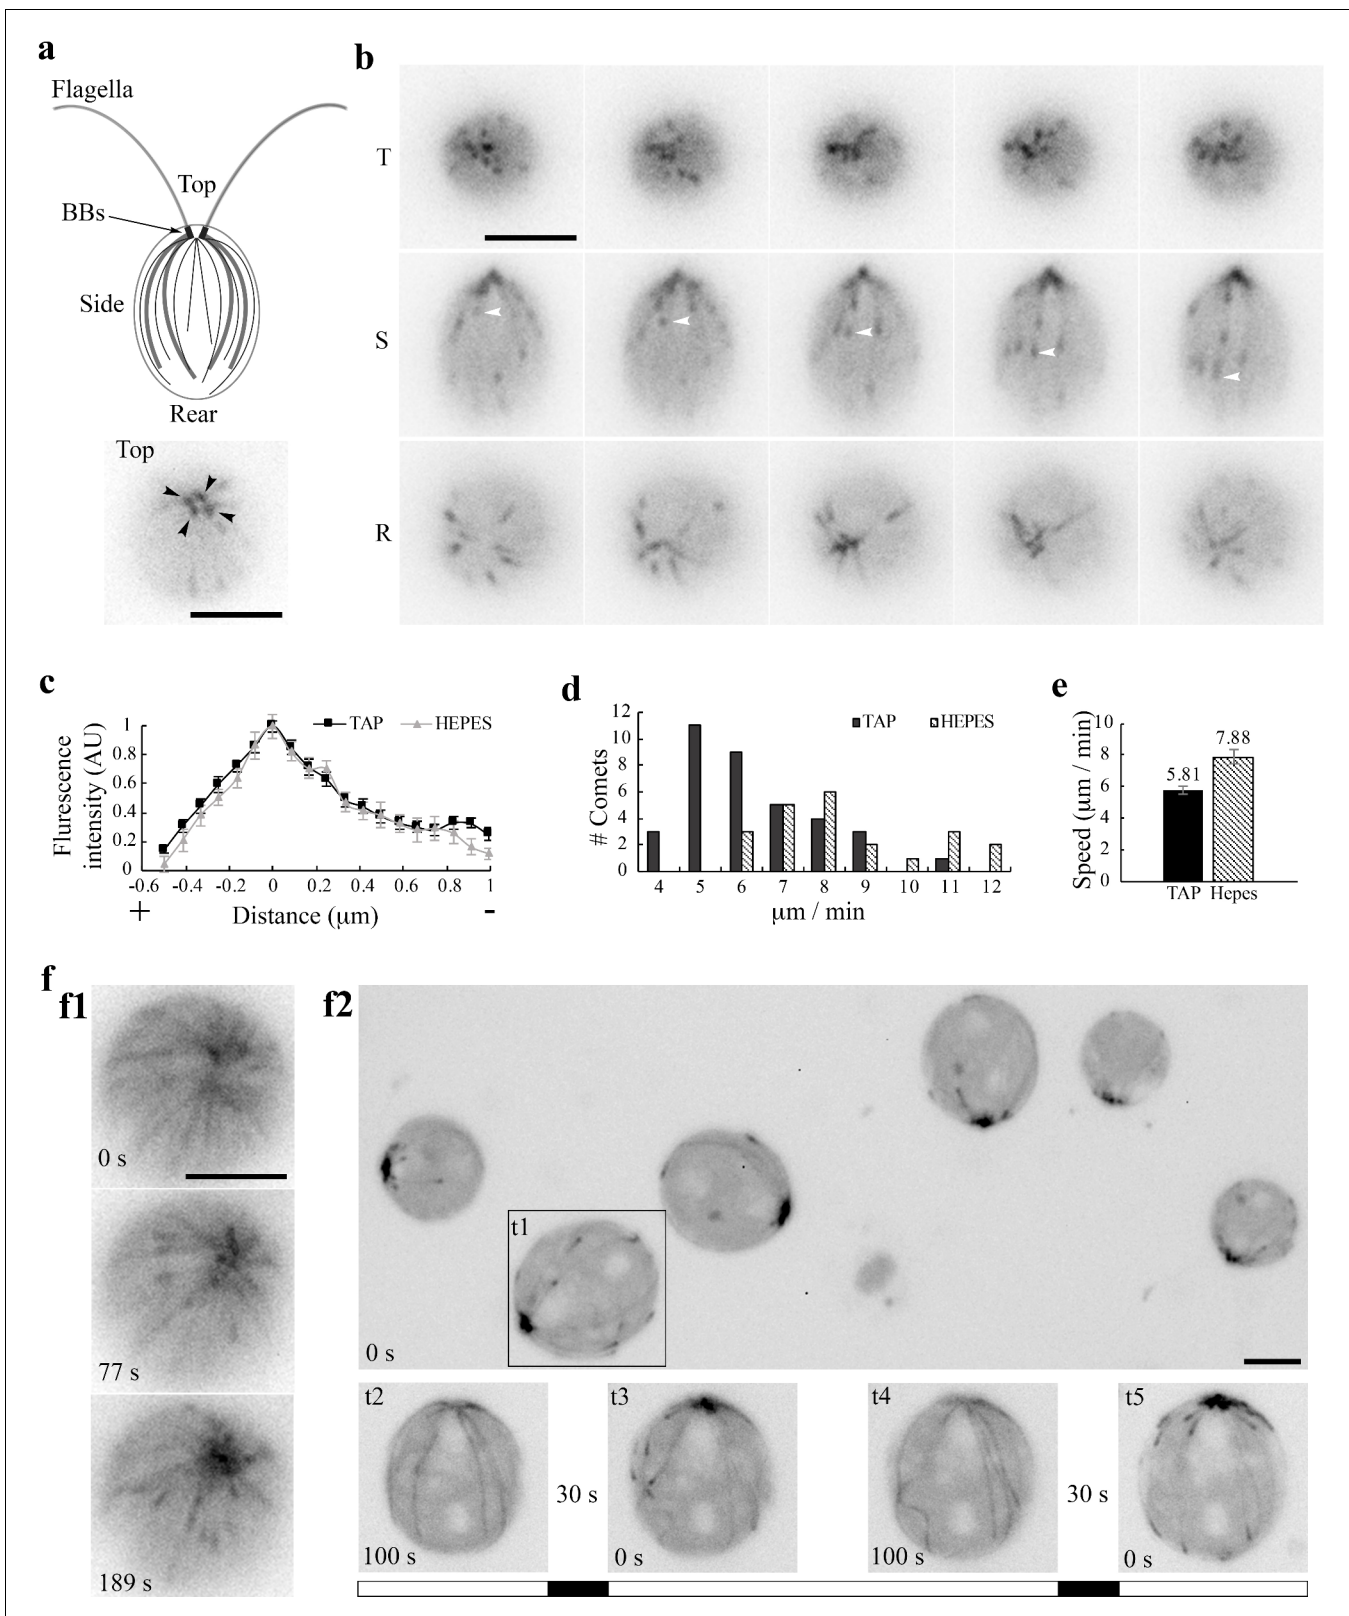 a
Flagella
Top
BBs
Side
Rear
Top
b
T
S
R
c
Flurescence
intensity (AU)
1
0.8
0.6
0.4
0.2
0
-0.6
-0.4
-0.2
0
0.2
0.4
0.6
0.8
1
+
Distance (μm)
-
TAP
HEPES
d
# Comets
12
10
8
6
4
2
0
4 5 6 7 8 9 10 11 12
μm / min
TAP
HEPES
e
Speed (μm / min)
10
8
6
4
2
0
5.81
7.88
TAP Hepes
f
f1
0 s
77 s
189 s
f2
t1
0 s
t2
100 s
30 s
t3
0 s
t4
100 s
30 s
t5
0 s